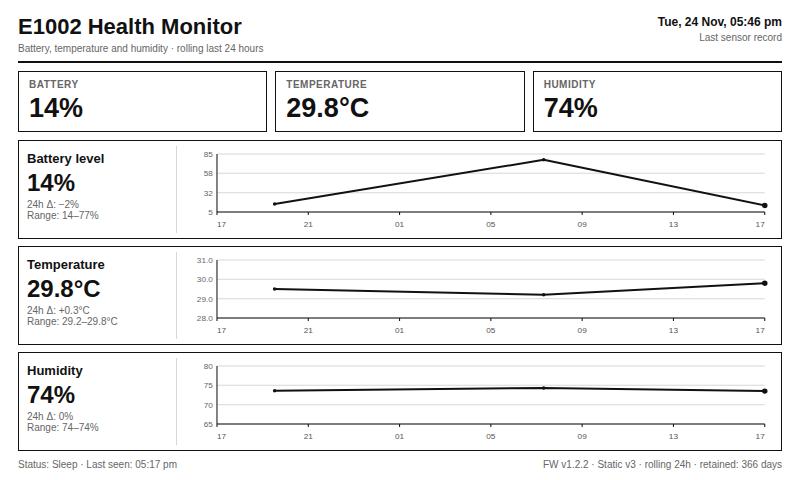 E1002 Health Monitor
Tue, 24 Nov, 05:46 pm
Battery, temperature and humidity · rolling last 24 hours
Last sensor record
BATTERY
14%
TEMPERATURE
29.8°C
HUMIDITY
74%
Battery level
14%
24h Δ: −2%
Range: 14–77%
85
58
32
5
17 21 01 05 09 13 17
Temperature
29.8°C
24h Δ: +0.3°C
Range: 29.2–29.8°C
31.0
30.0
29.0
28.0
17 21 01 05 09 13 17
Humidity
74%
24h Δ: 0%
Range: 74–74%
80
75
70
65
17 21 01 05 09 13 17
Status: Sleep · Last seen: 05:17 pm
FW v1.2.2 · Static v3 · rolling 24h · retained: 366 days